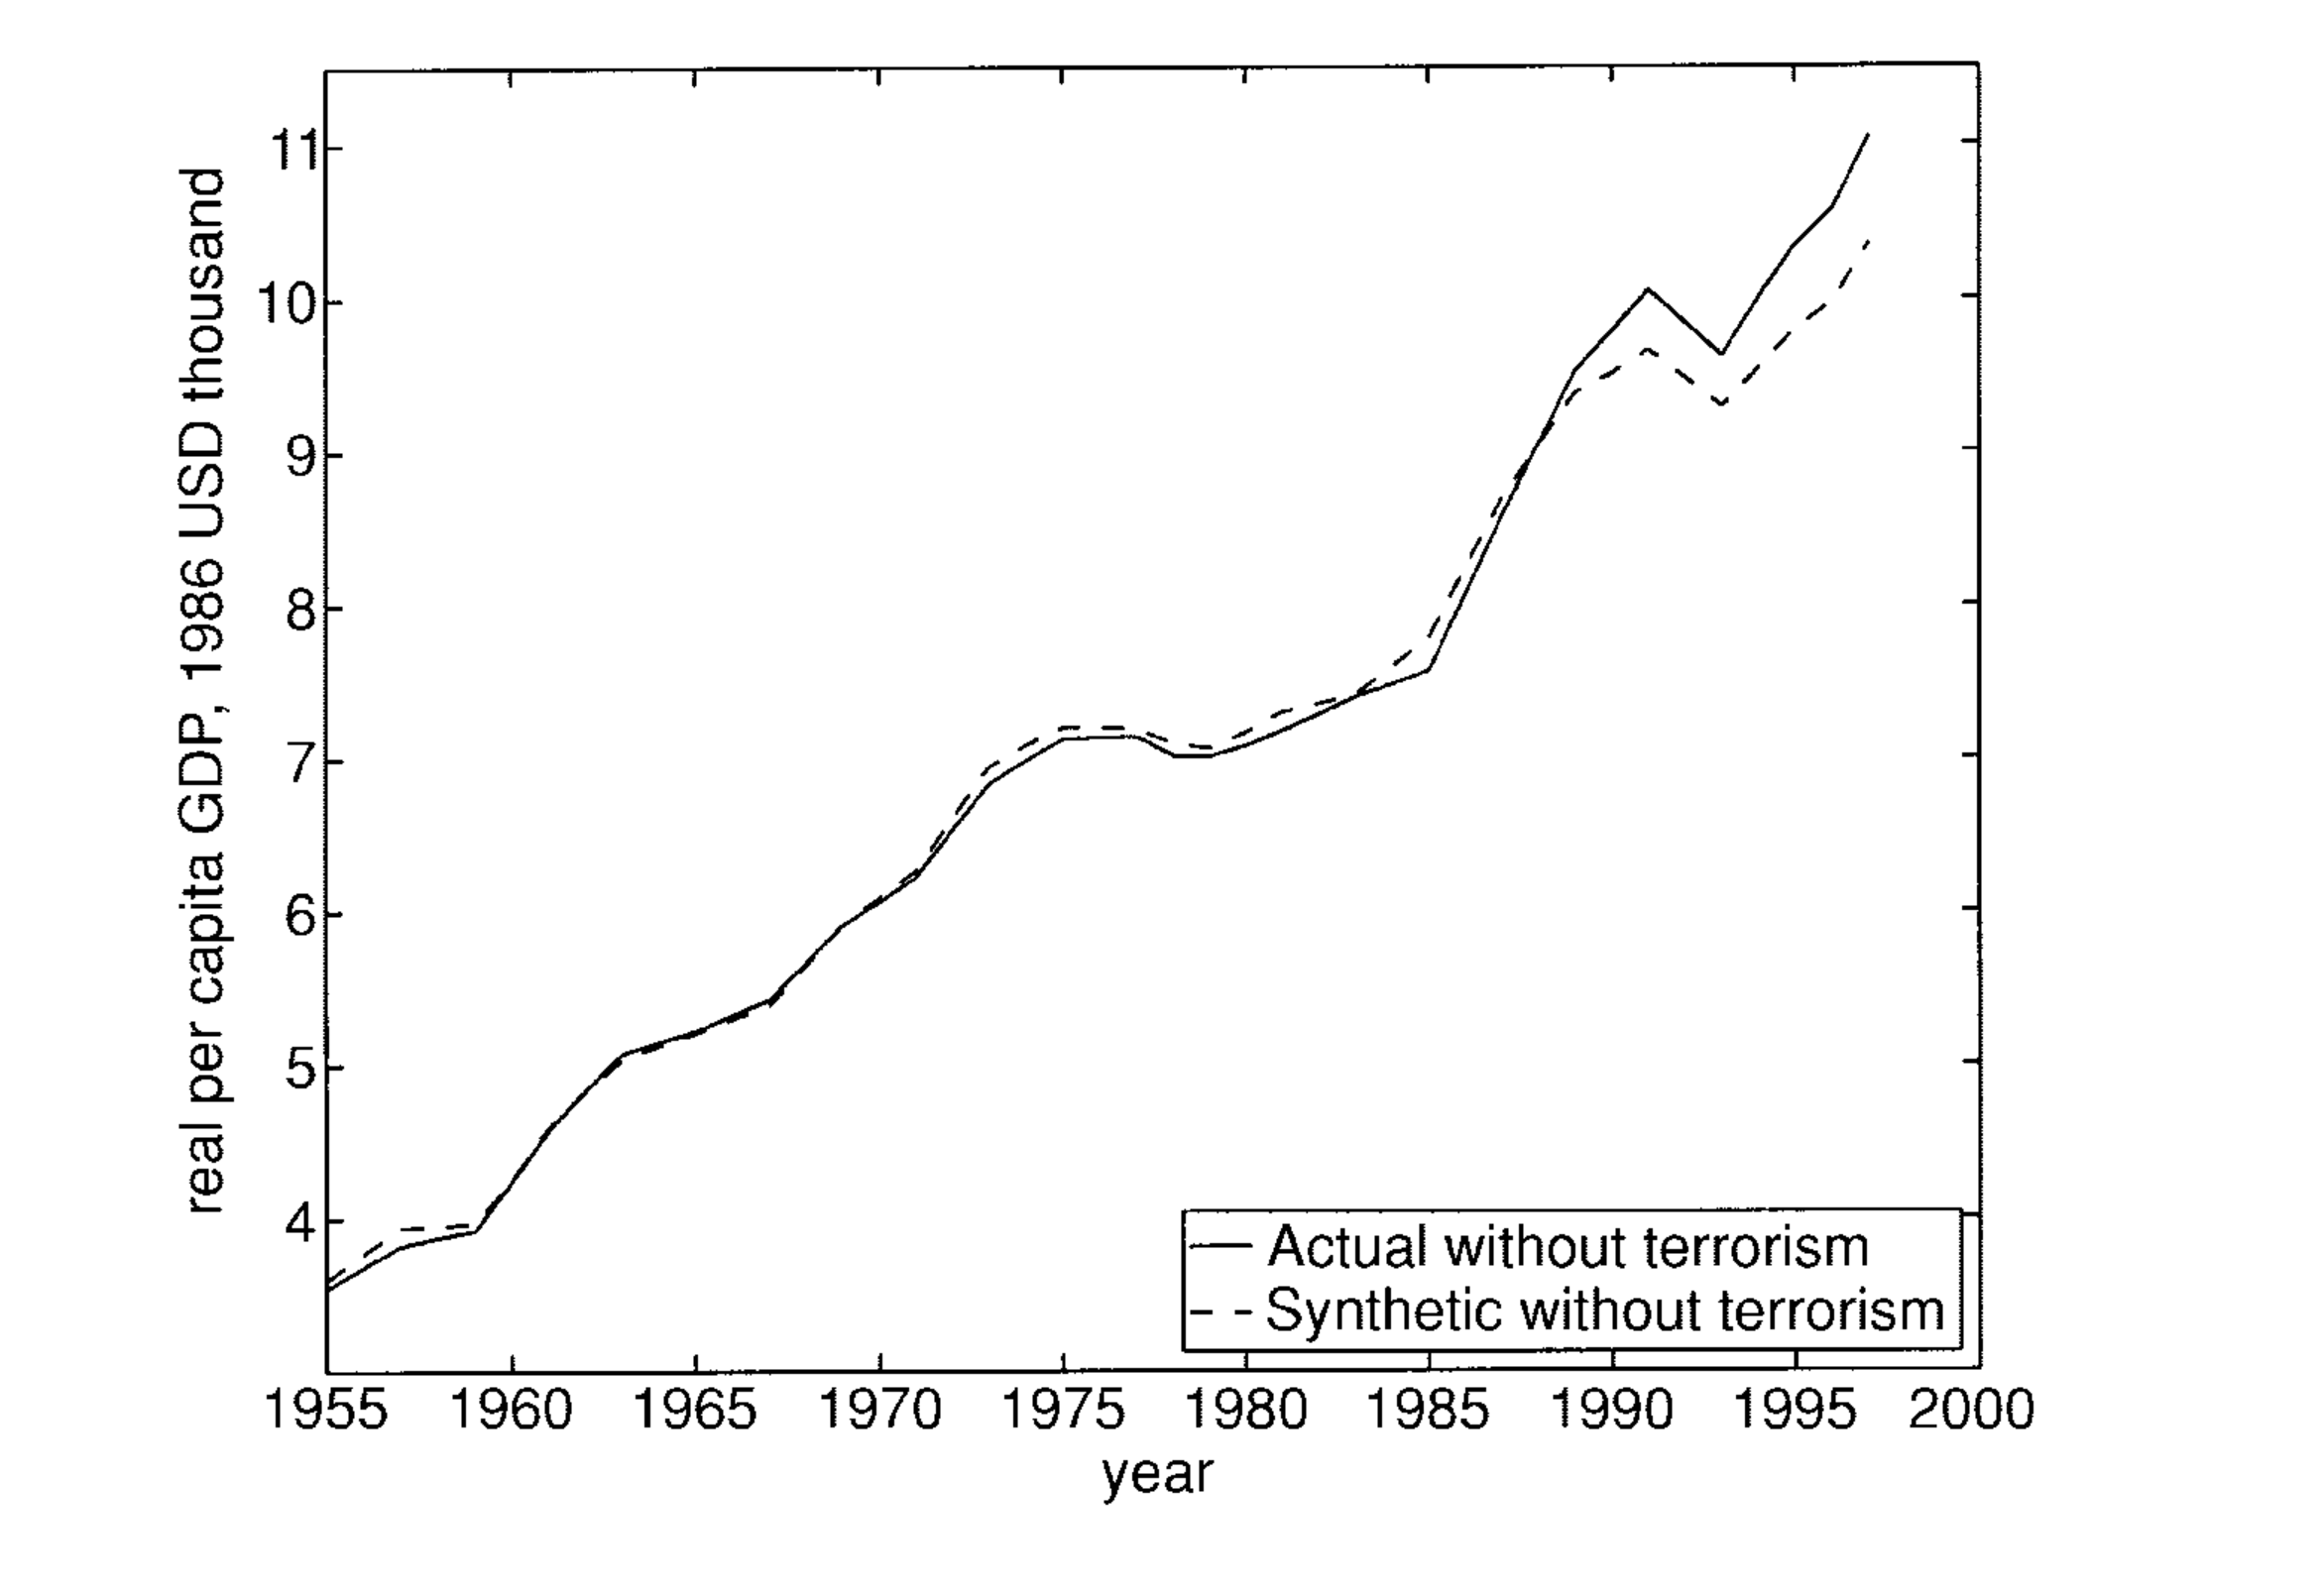 real per capita GDP, 1986 USD thousand
11
10
9
8
7
6
5
4
Actual without terrorism
Synthetic without terrorism
1955 1960 1965 1970 1975 1980 1985 1990 1995 2000
year